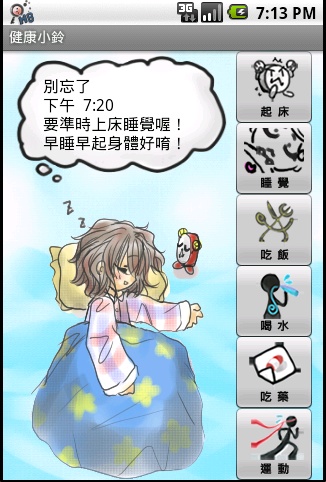 3G
7:13 PM
健康小鈴
別忘了
下午 7:20
要準時上床睡覺喔！
早睡早起身體好唷！
起床
睡覺
吃飯
喝水
吃藥
運動
z z